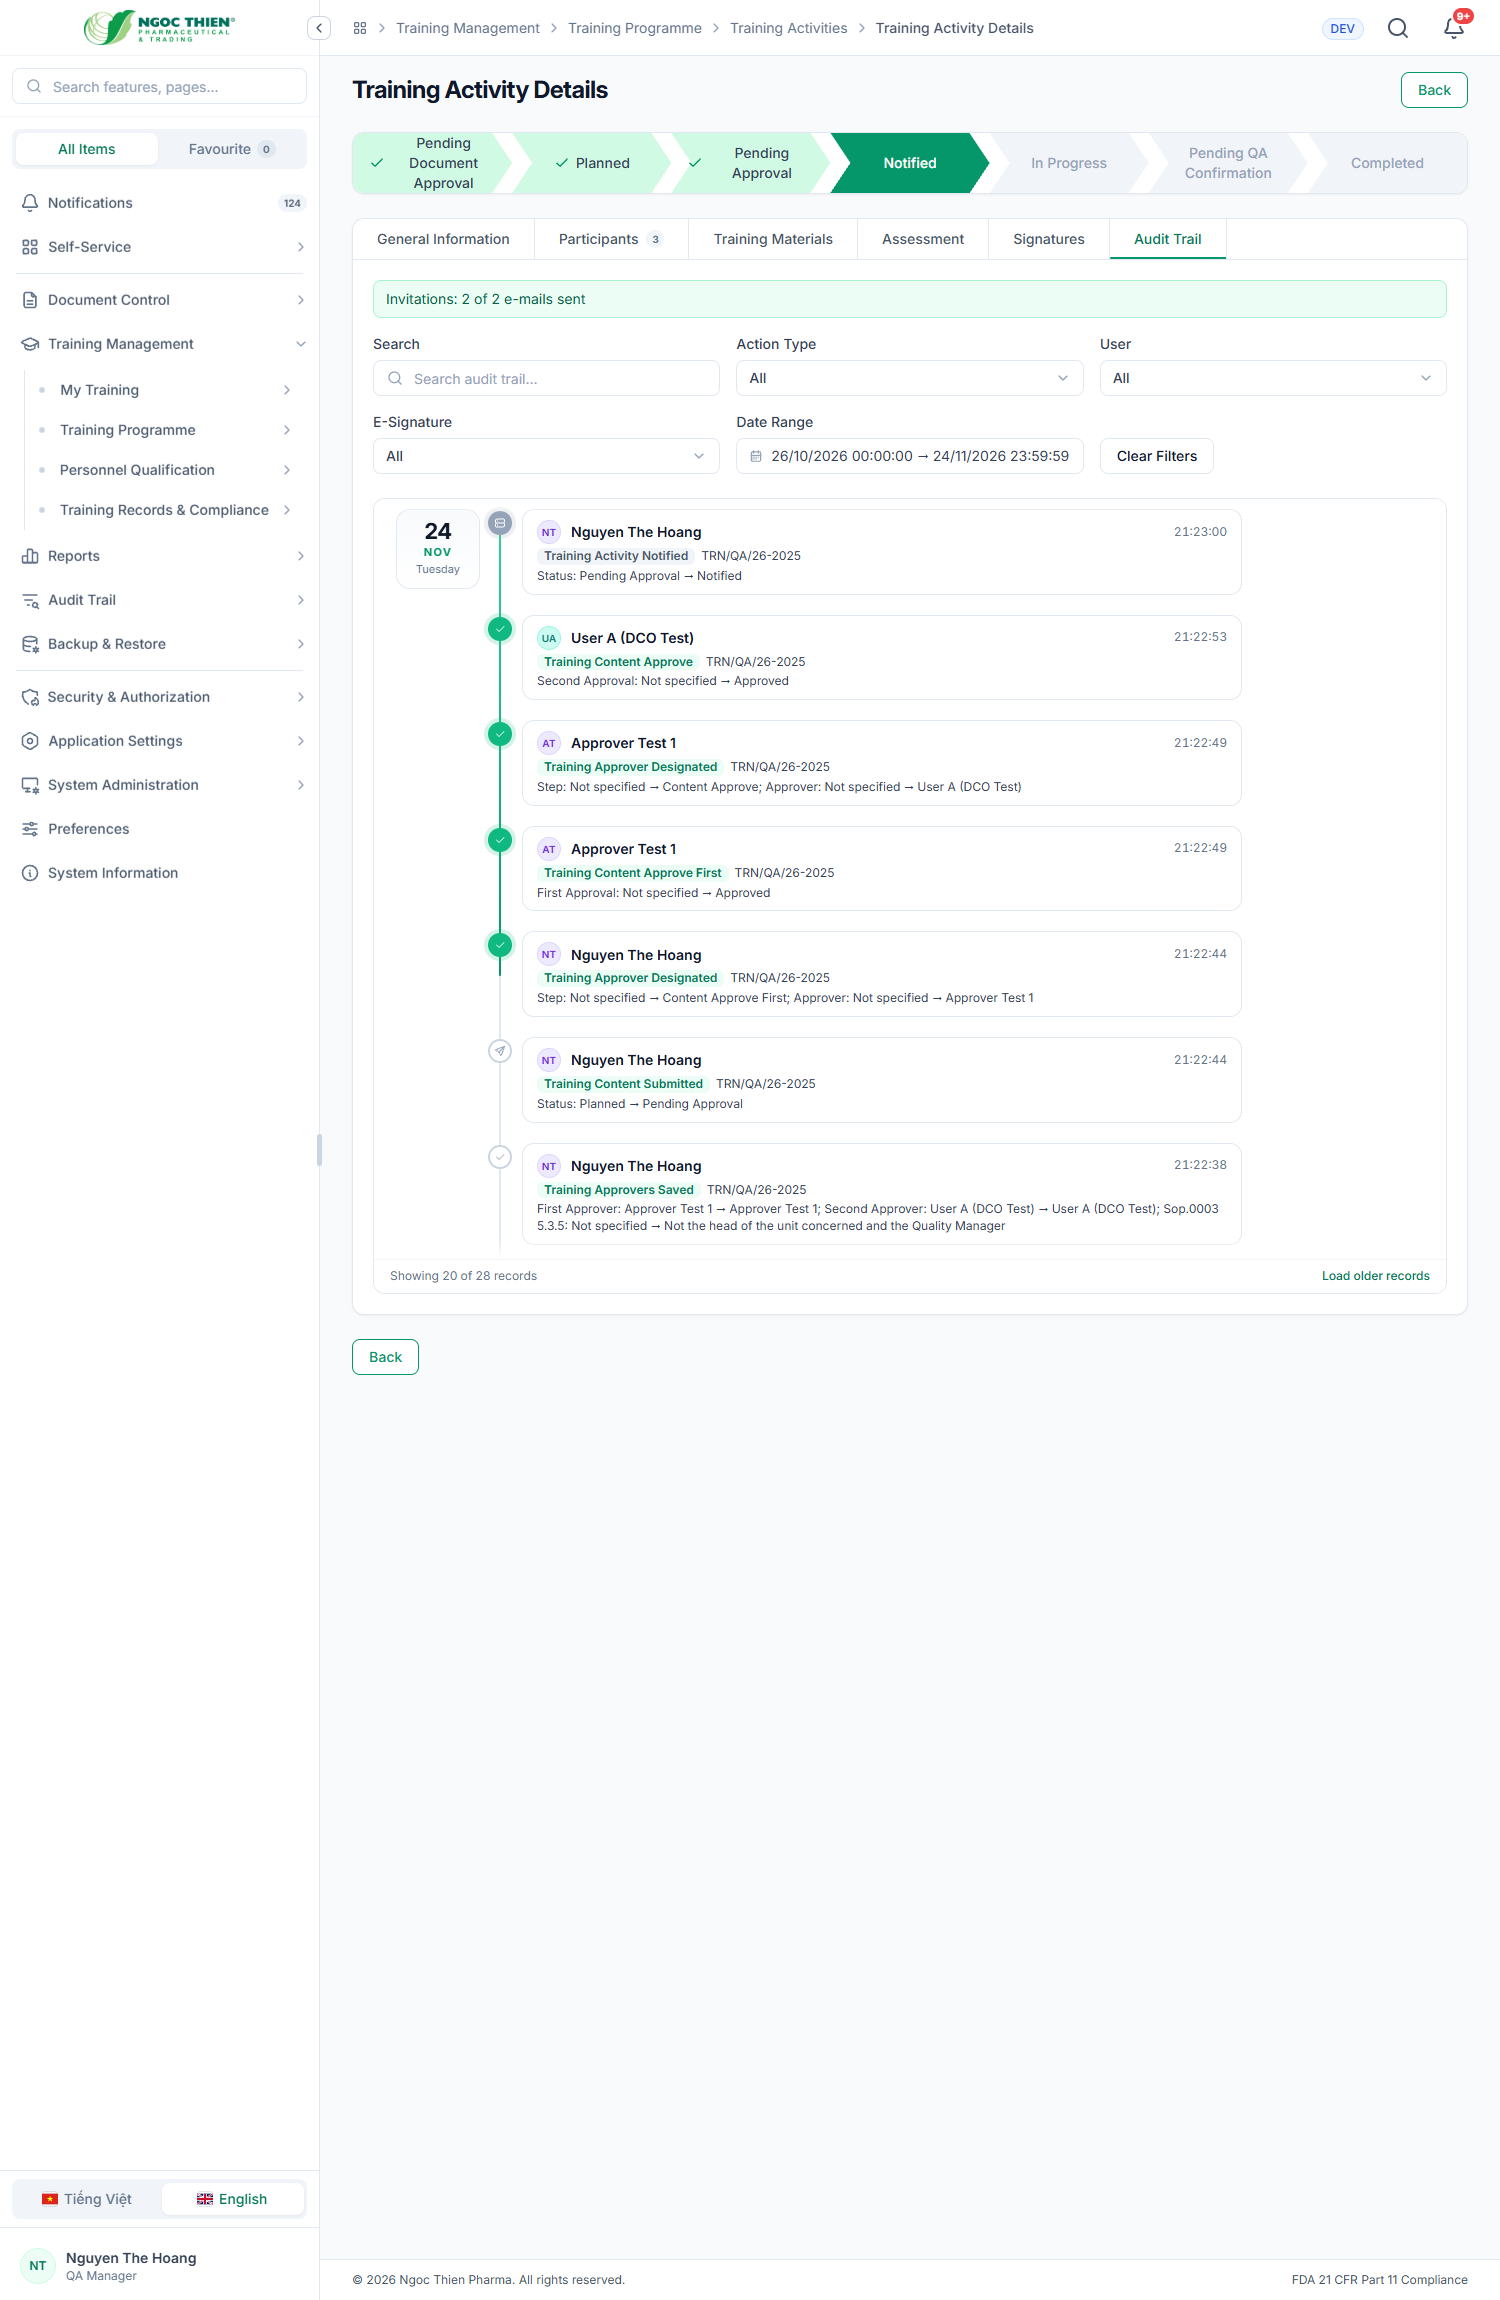 NGOC THIEN®
PHARMACEUTICAL
& TRADING
Training Management
Training Programme
Training Activities
Training Activity Details
DEV
9+
Search features, pages...
All Items
Favourite 0
Notifications 124
Self-Service
Document Control
Training Management
My Training
Training Programme
Personnel Qualification
Training Records & Compliance
Reports
Audit Trail
Backup & Restore
Security & Authorization
Application Settings
System Administration
Preferences
System Information
Tiếng Việt
English
NT
Nguyen The Hoang
QA Manager
Training Activity Details
Back
Pending
Document
Approval
Planned
Pending
Approval
Notified
In Progress
Pending QA
Confirmation
Completed
General Information
Participants 3
Training Materials
Assessment
Signatures
Audit Trail
Invitations: 2 of 2 e-mails sent
Search
Action Type
User
Search audit trail...
All
All
E-Signature
Date Range
All
26/10/2026 00:00:00 → 24/11/2026 23:59:59
Clear Filters
24
NOV
Tuesday
NT Nguyen The Hoang 21:23:00
Training Activity Notified TRN/QA/26-2025
Status: Pending Approval → Notified
UA User A (DCO Test) 21:22:53
Training Content Approve TRN/QA/26-2025
Second Approval: Not specified → Approved
AT Approver Test 1 21:22:49
Training Approver Designated TRN/QA/26-2025
Step: Not specified → Content Approve; Approver: Not specified → User A (DCO Test)
AT Approver Test 1 21:22:49
Training Content Approve First TRN/QA/26-2025
First Approval: Not specified → Approved
NT Nguyen The Hoang 21:22:44
Training Approver Designated TRN/QA/26-2025
Step: Not specified → Content Approve First; Approver: Not specified → Approver Test 1
NT Nguyen The Hoang 21:22:44
Training Content Submitted TRN/QA/26-2025
Status: Planned → Pending Approval
NT Nguyen The Hoang 21:22:38
Training Approvers Saved TRN/QA/26-2025
First Approver: Approver Test 1 → Approver Test 1; Second Approver: User A (DCO Test) → User A (DCO Test); Sop.0003
5.3.5: Not specified → Not the head of the unit concerned and the Quality Manager
Showing 20 of 28 records
Load older records
Back
© 2026 Ngoc Thien Pharma. All rights reserved.
FDA 21 CFR Part 11 Compliance